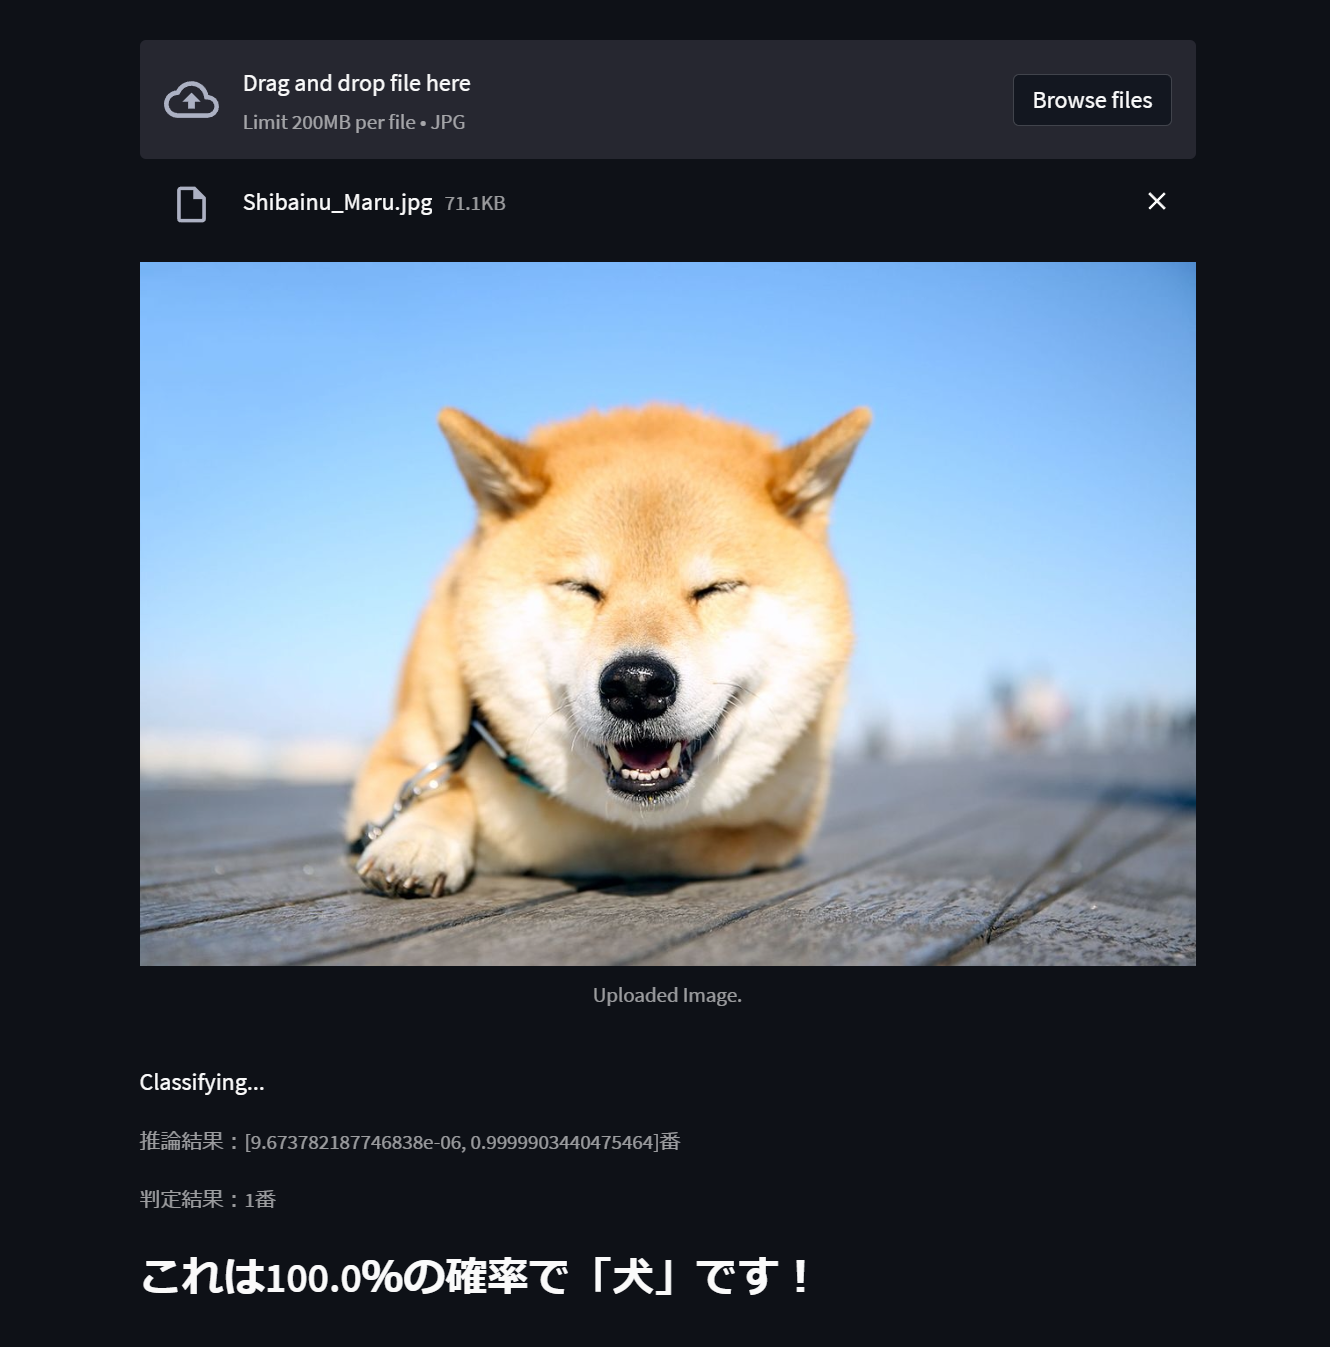 Drag and drop file here
Limit 200MB per file • JPG
Browse files
Shibainu_Maru.jpg 71.1KB
Uploaded Image.
Classifying...
推論結果：[9.673782187746838e-06, 0.9999903440475464]番
判定結果：1番
これは100.0%の確率で「犬」です！